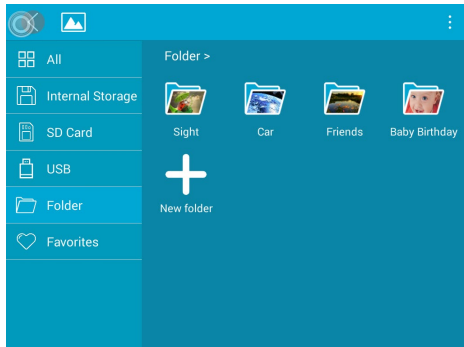 All
Internal Storage
SD Card
USB
Folder
Favorites
Folder >
Sight
Car
Friends
Baby Birthday
New folder